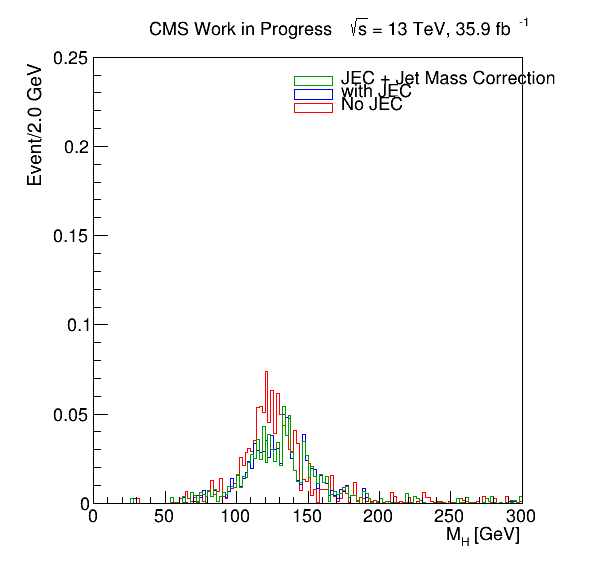 CMS Work in Progress √s = 13 TeV, 35.9 fb⁻¹
Event/2.0 GeV
0.25
0.2
0.15
0.1
0.05
0
JEC + Jet Mass Correction
with JEC
No JEC
0 50 100 150 200 250 300
M_H [GeV]